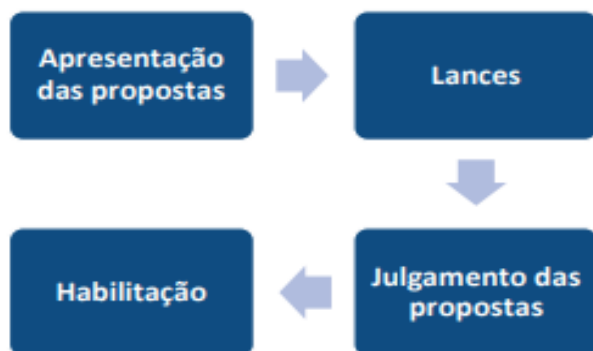 Apresentação
das propostas
Lances
Julgamento das
propostas
Habilitação